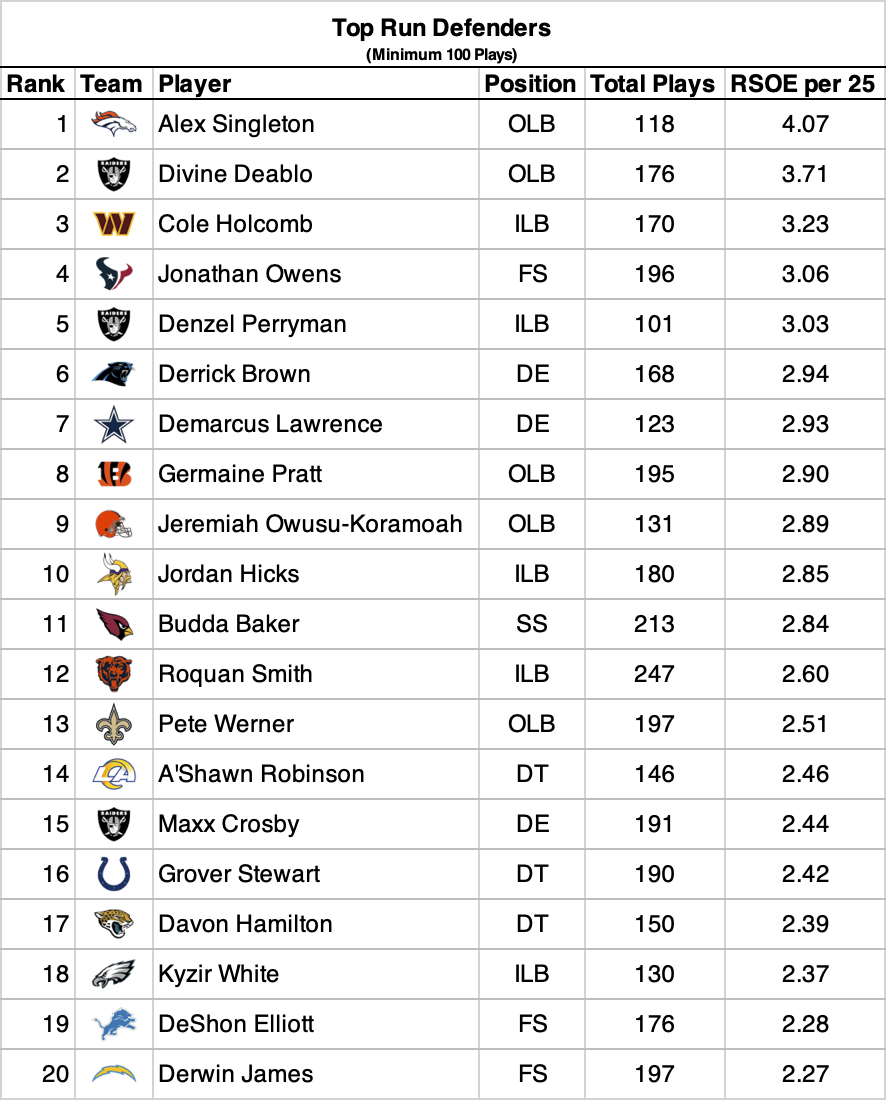 Top Run Defenders
(Minimum 100 Plays)
Rank Team Player Position Total Plays RSOE per 25
1 Alex Singleton OLB 118 4.07
2 RAIDERS Divine Deablo OLB 176 3.71
3 W Cole Holcomb ILB 170 3.23
4 Jonathan Owens FS 196 3.06
5 RAIDERS Denzel Perryman ILB 101 3.03
6 Derrick Brown DE 168 2.94
7 Demarcus Lawrence DE 123 2.93
8 Germaine Pratt OLB 195 2.90
9 Jeremiah Owusu-Koramoah OLB 131 2.89
10 Jordan Hicks ILB 180 2.85
11 Budda Baker SS 213 2.84
12 Roquan Smith ILB 247 2.60
13 Pete Werner OLB 197 2.51
14 LA A'Shawn Robinson DT 146 2.46
15 RAIDERS Maxx Crosby DE 191 2.44
16 Grover Stewart DT 190 2.42
17 Davon Hamilton DT 150 2.39
18 Kyzir White ILB 130 2.37
19 DeShon Elliott FS 176 2.28
20 Derwin James FS 197 2.27